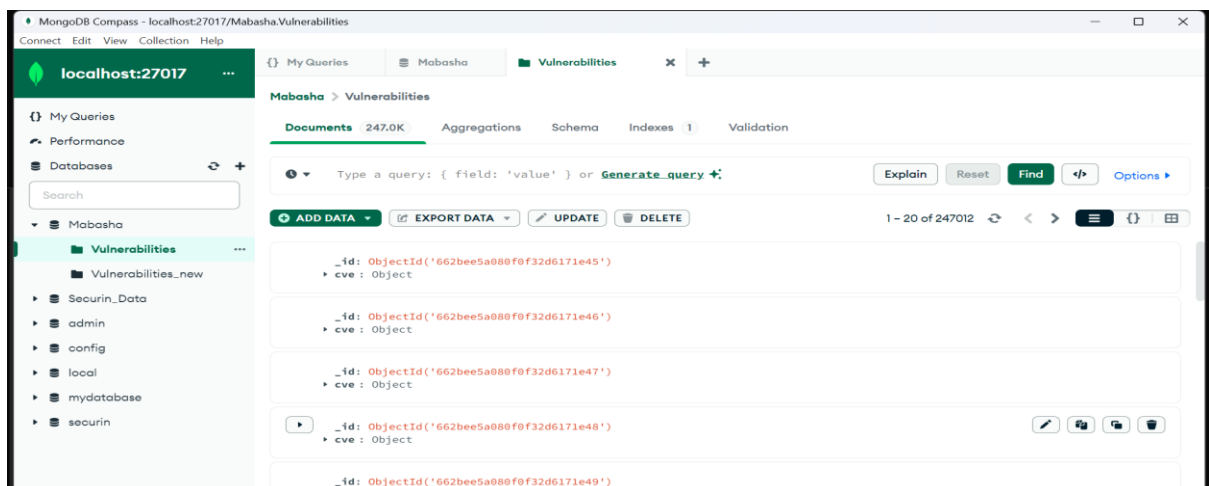 MongoDB Compass - localhost:27017/Mabasha.Vulnerabilities
Connect Edit View Collection Help
localhost:27017 ...
{} My Queries
Performance
Databases
Search
Mabasha
Vulnerabilities ...
Vulnerabilities_new
Securin_Data
admin
config
local
mydatabase
securin
{} My Queries Mabasha Vulnerabilities
Mabasha > Vulnerabilities
Documents 247.0K Aggregations Schema Indexes 1 Validation
Type a query: { field: 'value' } or Generate query Explain Reset Find </> Options
ADD DATA EXPORT DATA UPDATE DELETE 1 – 20 of 247012 {}
_id: ObjectId('662bee5a080f0f32d6171e45')
cve : Object
_id: ObjectId('662bee5a080f0f32d6171e46')
cve : Object
_id: ObjectId('662bee5a080f0f32d6171e47')
cve : Object
_id: ObjectId('662bee5a080f0f32d6171e48')
cve : Object
_id: ObjectId('662bee5a080f0f32d6171e49')